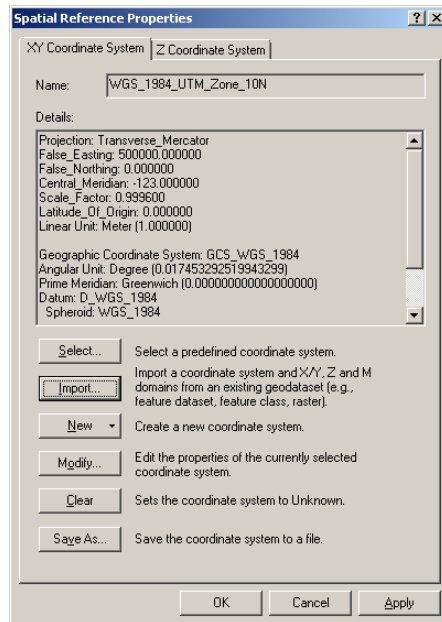 Spatial Reference Properties
XY Coordinate System
Z Coordinate System
Name:
WGS_1984_UTM_Zone_10N
Details:
Projection: Transverse_Mercator
False_Easting: 500000.000000
False_Northing: 0.000000
Central_Meridian: -123.000000
Scale_Factor: 0.999600
Latitude_Of_Origin: 0.000000
Linear Unit: Meter (1.000000)
Geographic Coordinate System: GCS_WGS_1984
Angular Unit: Degree (0.017453292519943299)
Prime Meridian: Greenwich (0.000000000000000000)
Datum: D_WGS_1984
Spheroid: WGS_1984
Select...
Select a predefined coordinate system.
Import...
Import a coordinate system and X/Y, Z and M
domains from an existing geodataset (e.g.,
feature dataset, feature class, raster).
New
Create a new coordinate system.
Modify...
Edit the properties of the currently selected
coordinate system.
Clear
Sets the coordinate system to Unknown.
Save As...
Save the coordinate system to a file.
OK
Cancel
Apply